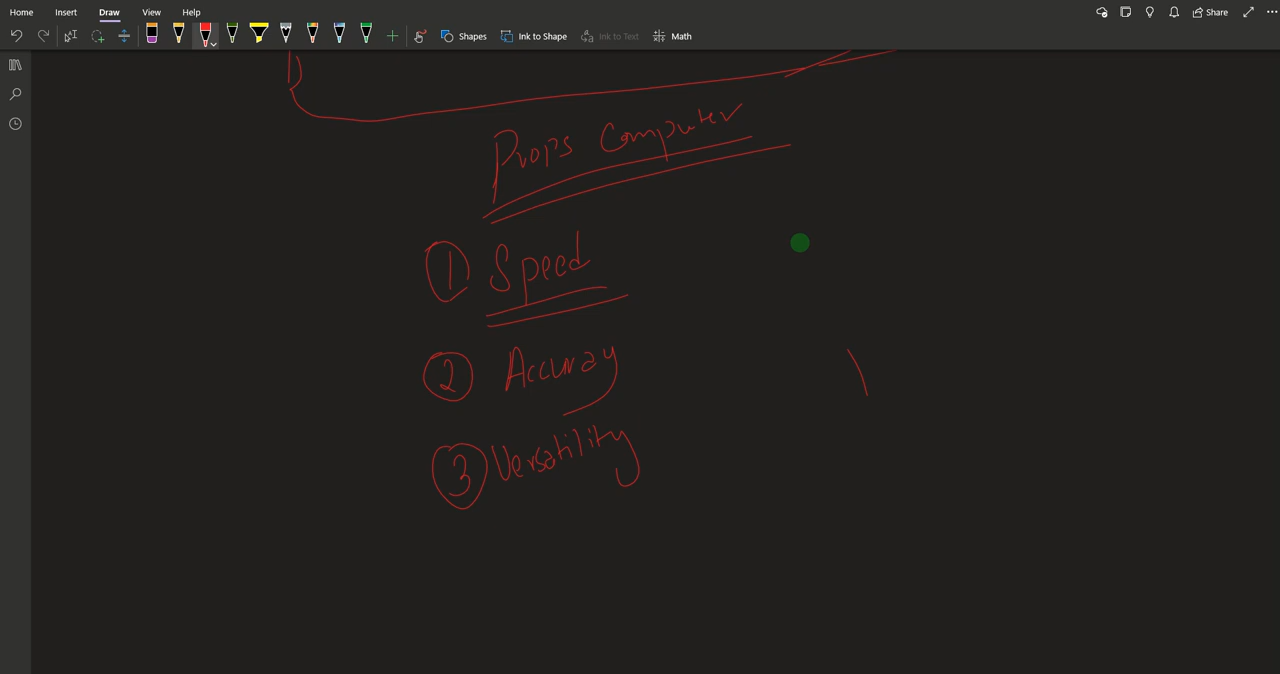 Home Insert Draw View Help Share
Shapes Ink to Shape Ink to Text Math
Props Computer
1 Speed
2 Accuray
3 Versatility